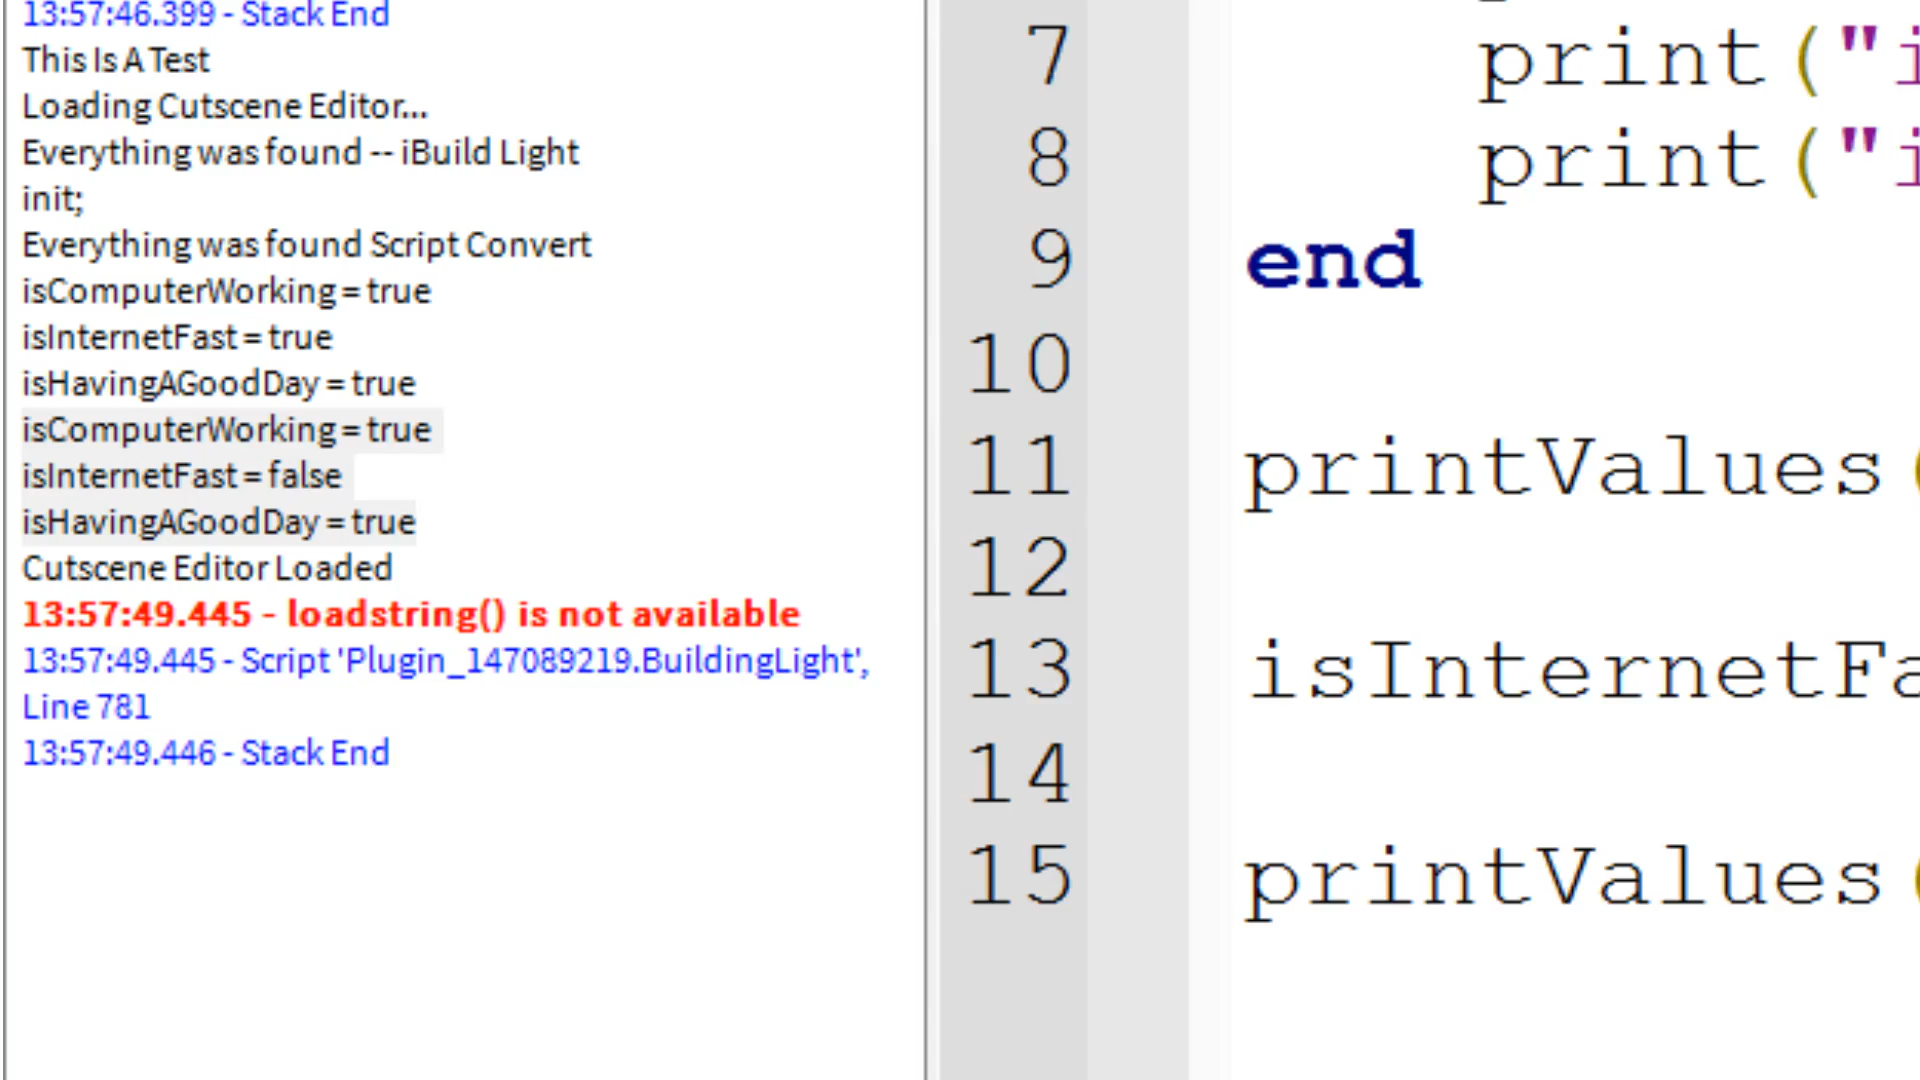 13:57:46.399 - Stack End
This Is A Test
Loading Cutscene Editor...
Everything was found -- iBuild Light
init;
Everything was found Script Convert
isComputerWorking = true
isInternetFast = true
isHavingAGoodDay = true
isComputerWorking = true
isInternetFast = false
isHavingAGoodDay = true
Cutscene Editor Loaded
13:57:49.445 - loadstring() is not available
13:57:49.445 - Script 'Plugin_147089219.BuildingLight',
Line 781
13:57:49.446 - Stack End
7 print("i
8 print("i
9 end
10
11 printValues(
12
13 isInternetFa
14
15 printValues(